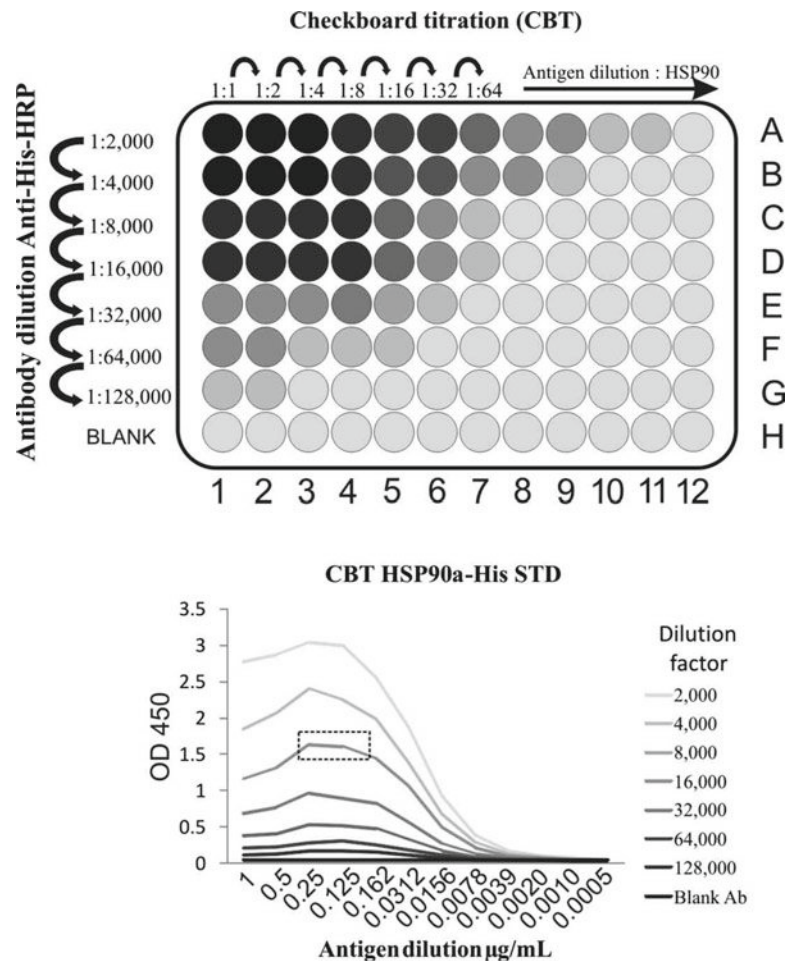 Checkboard titration (CBT)
Antigen dilution : HSP90
1:1 1:2 1:4 1:8 1:16 1:32 1:64
Antibody dilution Anti-His-HRP
1:2,000
1:4,000
1:8,000
1:16,000
1:32,000
1:64,000
1:128,000
BLANK
A
B
C
D
E
F
G
H
1 2 3 4 5 6 7 8 9 10 11 12
CBT HSP90a-His STD
OD 450
3.5
3
2.5
2
1.5
1
0.5
0
1 0.5 0.25 0.125 0.162 0.0312 0.0156 0.0078 0.0039 0.0020 0.0010 0.0005
Antigen dilution µg/mL
Dilution
factor
2,000
4,000
8,000
16,000
32,000
64,000
128,000
Blank Ab